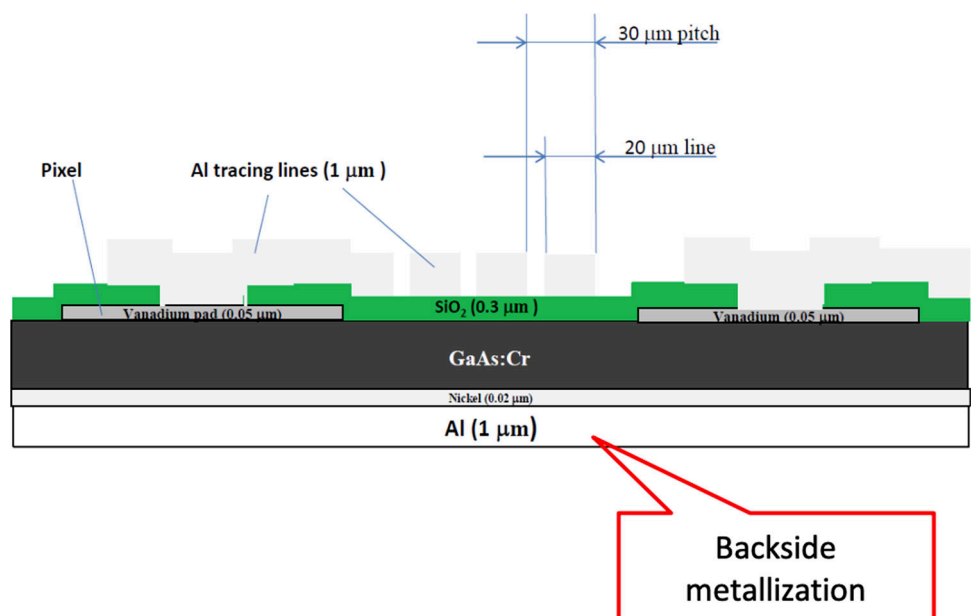 30 μm pitch
20 μm line
Pixel
Al tracing lines (1 μm )
SiO₂ (0.3 μm )
Vanadium pad (0.05 μm)
Vanadium (0.05 μm)
GaAs:Cr
Nickel (0.02 μm)
Al (1 μm)
Backside
metallization